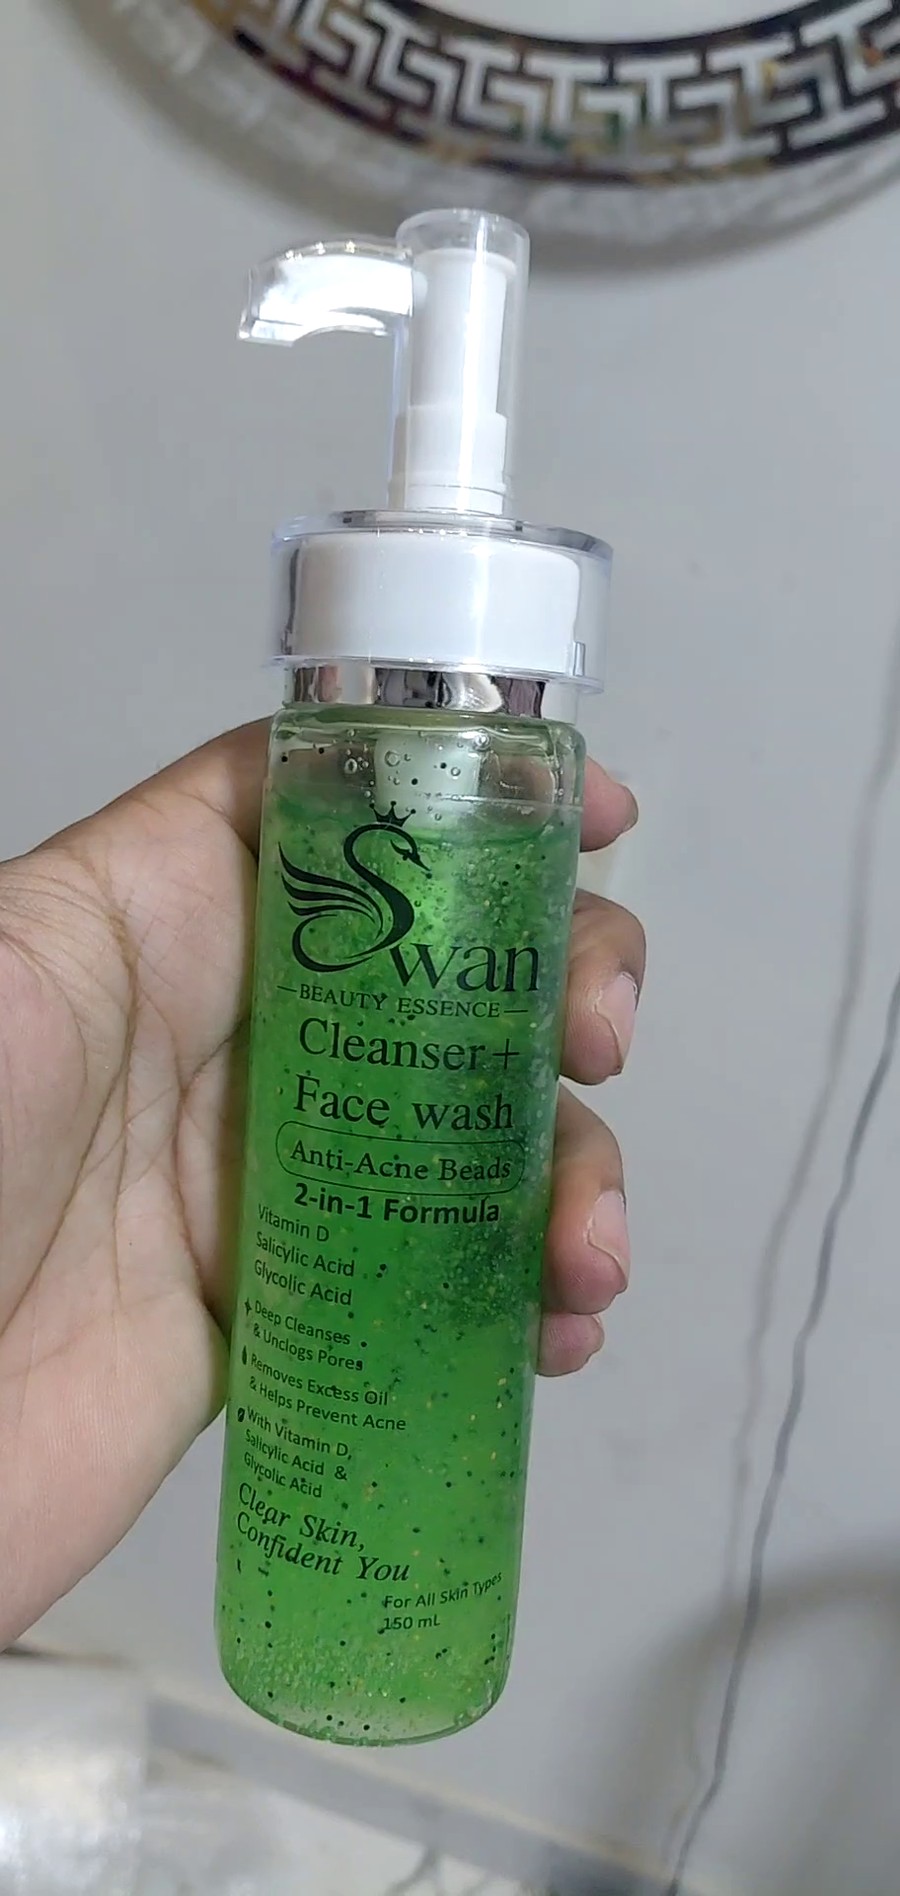 Swan
BEAUTY ESSENCE
Cleanser+
Face wash
Anti-Acne Beads
2-in-1 Formula
Vitamin D
Salicylic Acid
Glycolic Acid
Deep Cleanses
& Unclogs Pores
Removes Excess Oil
& Helps Prevent Acne
With Vitamin D,
Salicylic Acid &
Glycolic Acid
Clear Skin,
Confident You
For All Skin Types
150 mL